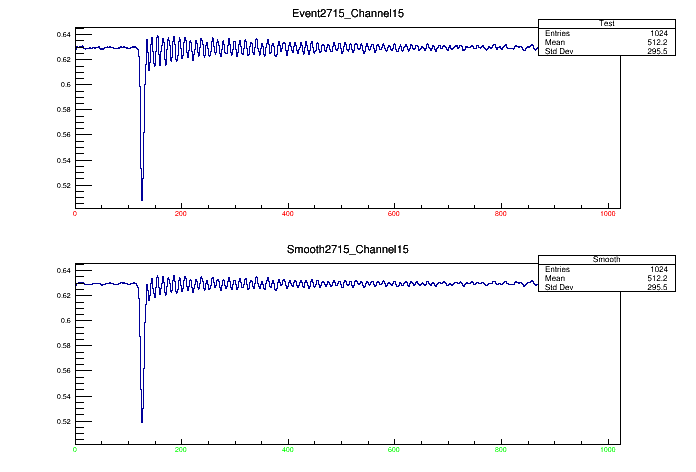 Event2715_Channel15
Test
Entries 1024
Mean 512.2
Std Dev 295.5
0.64
0.62
0.6
0.58
0.56
0.54
0.52
0 200 400 600 800 1000
Smooth2715_Channel15
Smooth
Entries 1024
Mean 512.2
Std Dev 295.5
0.64
0.62
0.6
0.58
0.56
0.54
0.52
0 200 400 600 800 1000